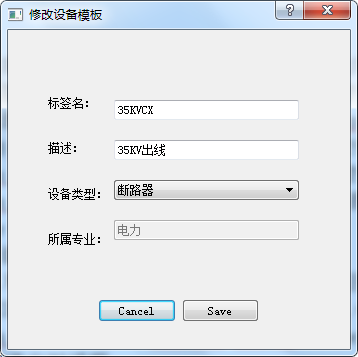 修改设备模板
标签名： 35KVCX
描述： 35KV出线
设备类型： 断路器
所属专业： 电力
Cancel Save